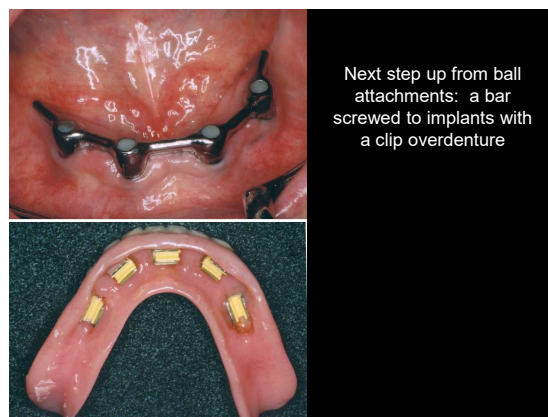 Next step up from ball
attachments:  a bar
screwed to implants with
a clip overdenture